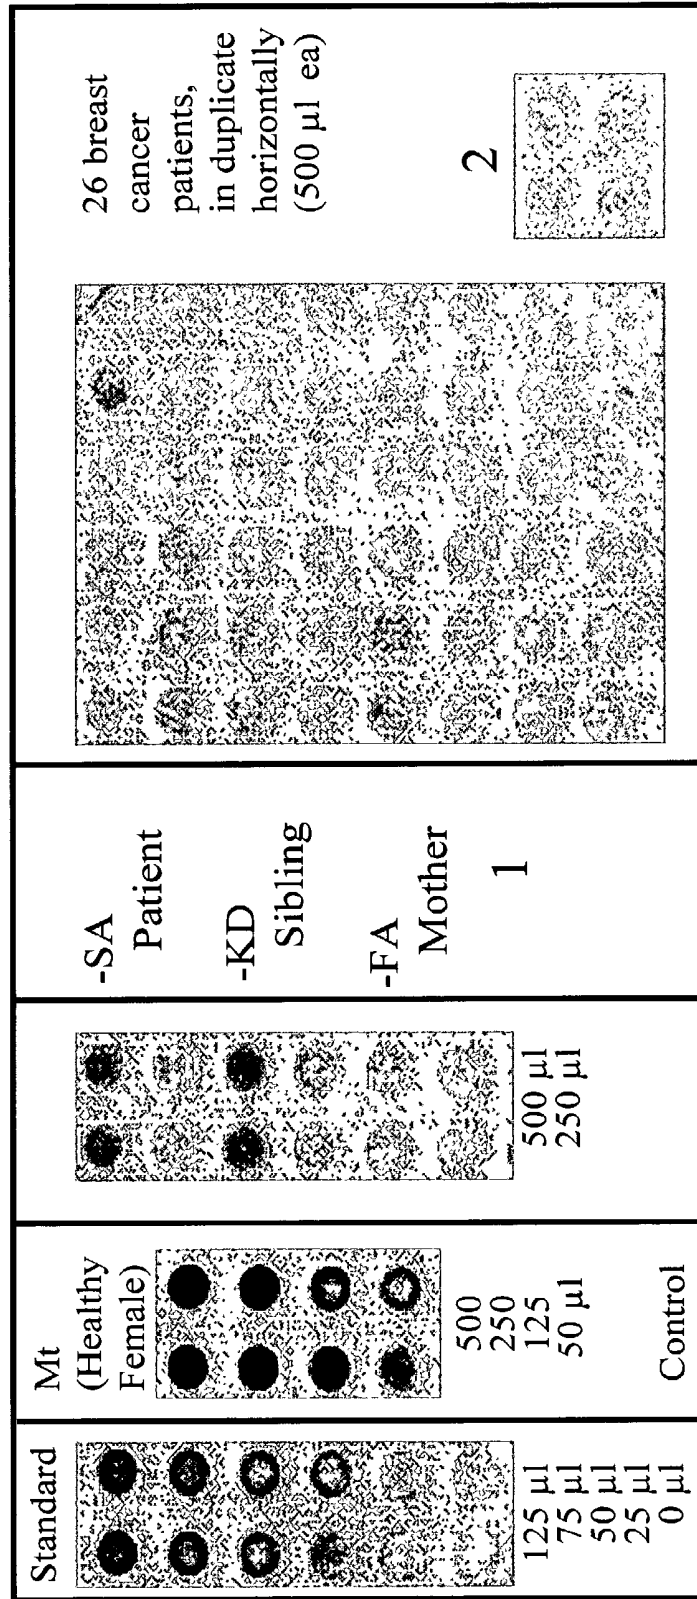 Standard
125 µl
75 µl
50 µl
25 µl
0 µl
Mt
(Healthy
Female)
500
250
125
50 µl
Control
500 µl
250 µl
-SA
Patient
-KD
Sibling
-FA
Mother
1
26 breast
cancer
patients,
in duplicate
horizontally
(500 µl ea)
2